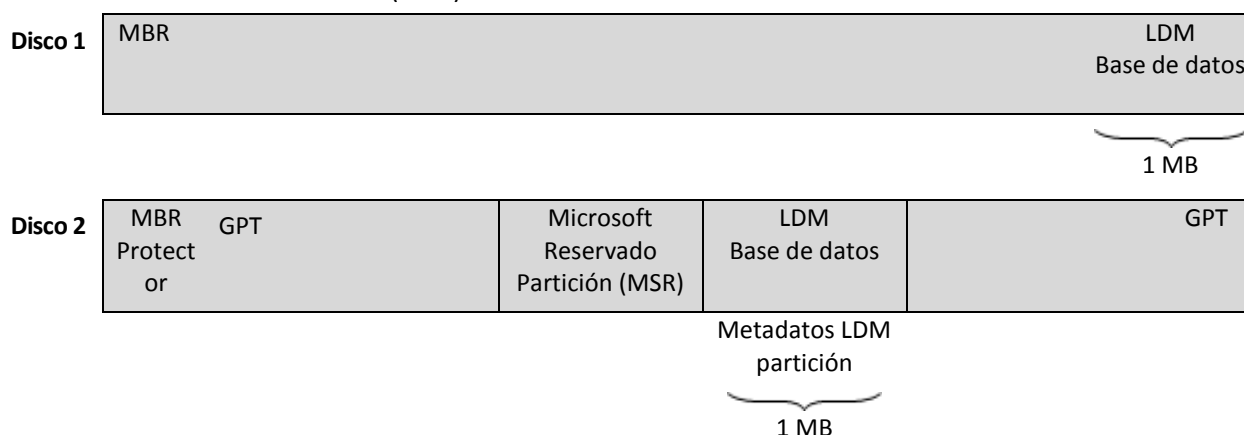 Disco 1
MBR
LDM
Base de datos
1 MB
Disco 2
MBR
Protect
or
GPT
Microsoft
Reservado
Partición (MSR)
LDM
Base de datos
GPT
Metadatos LDM
partición
1 MB